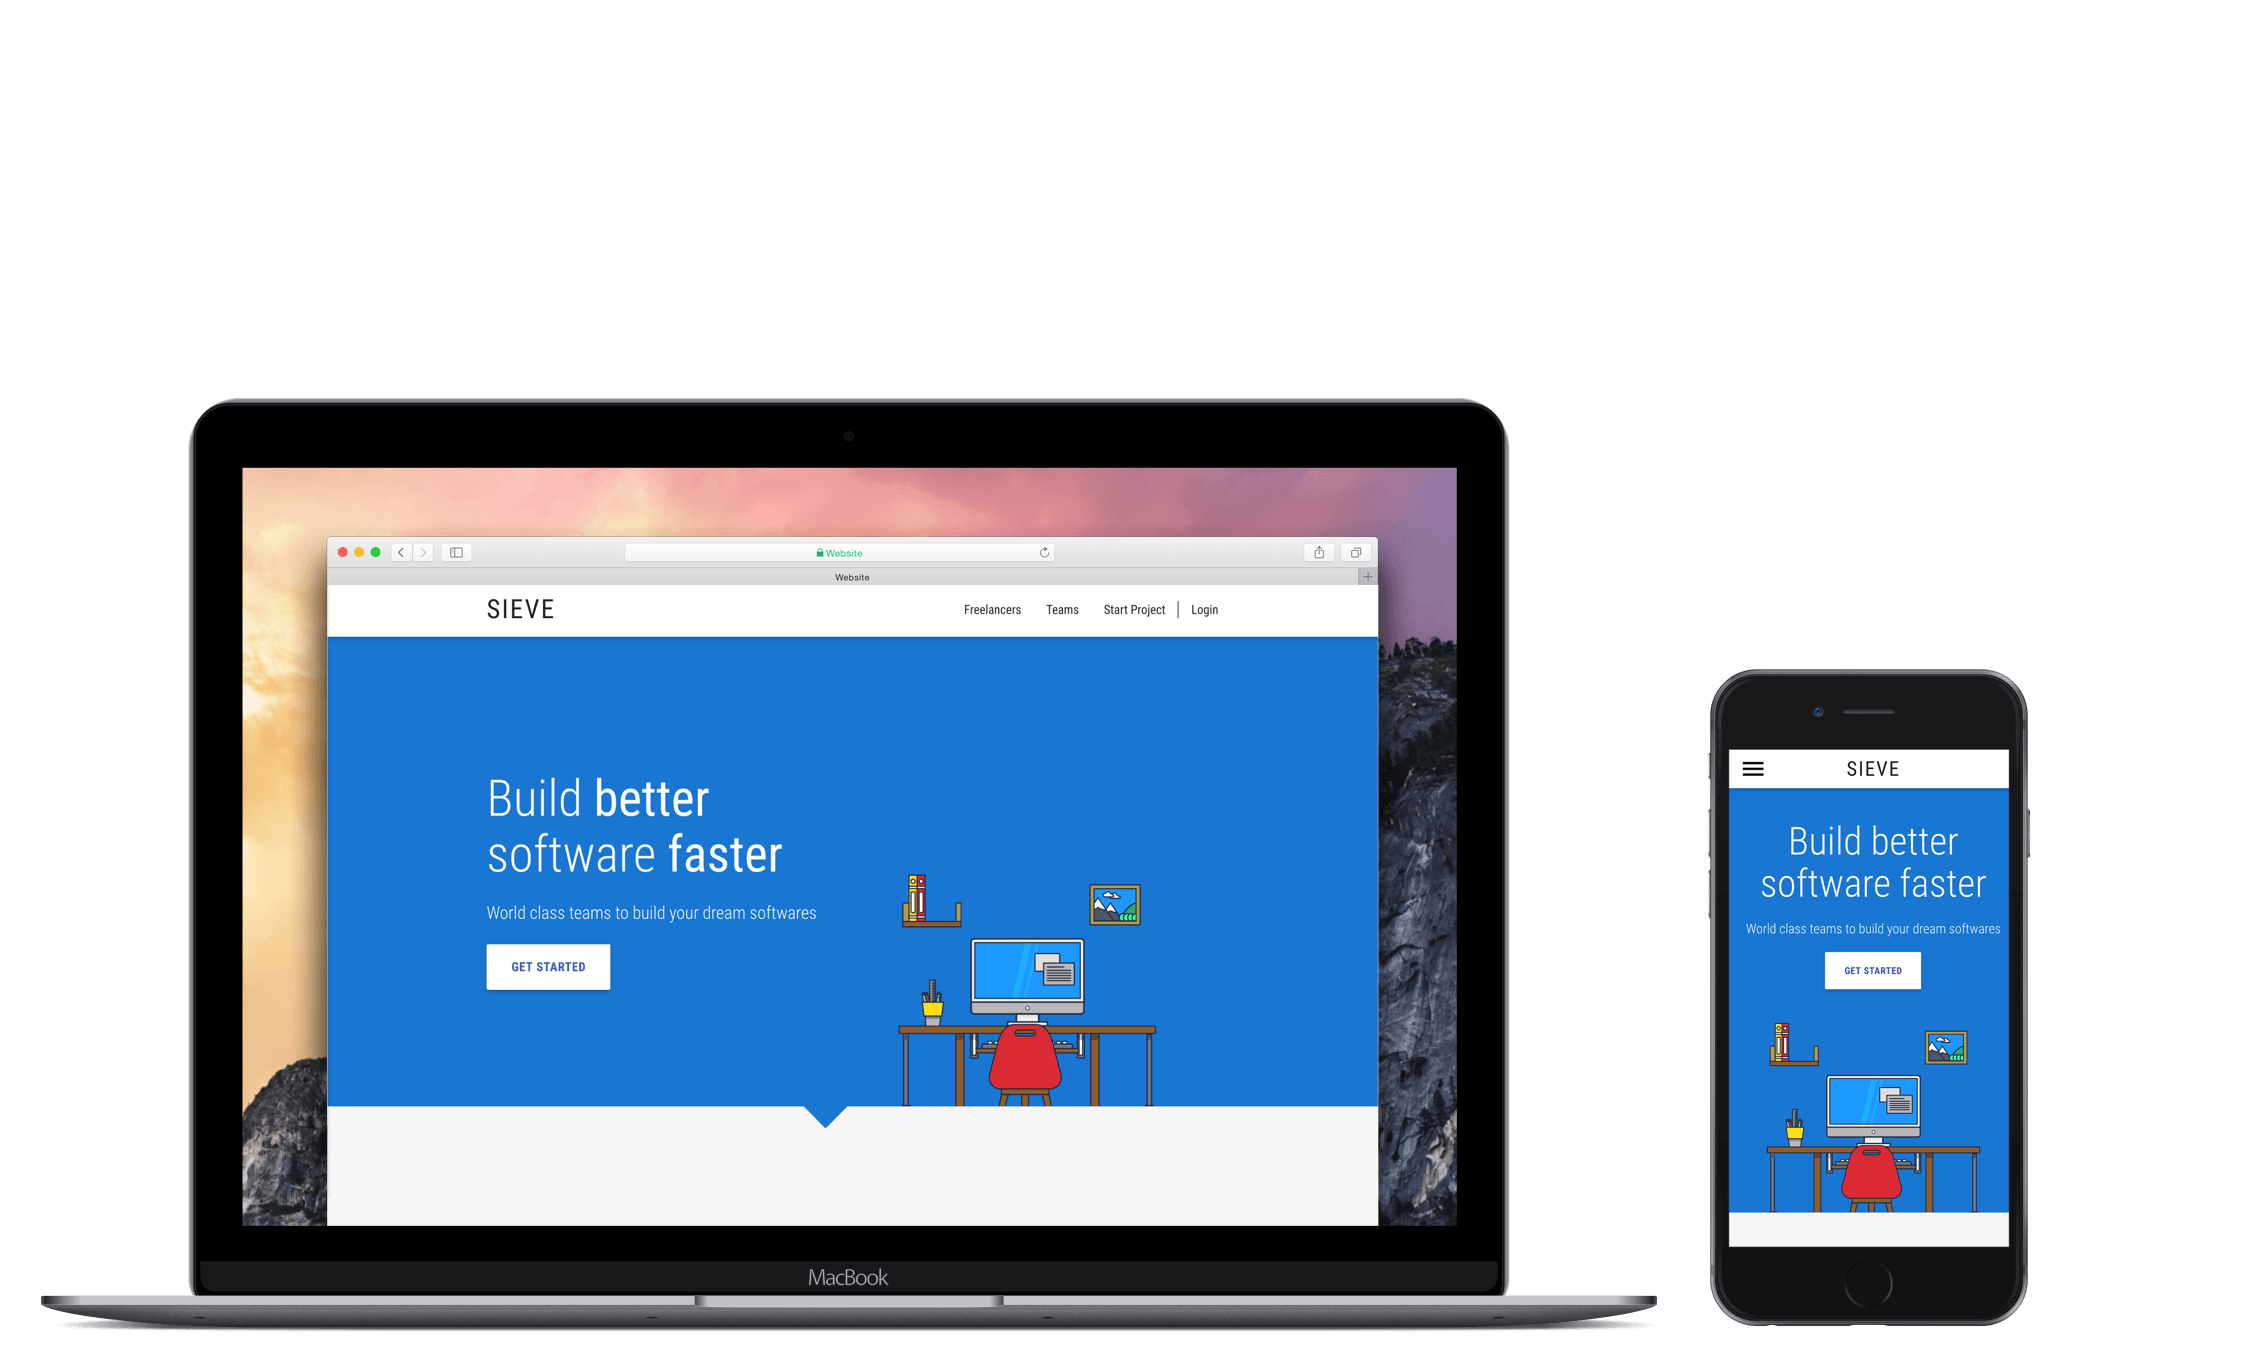 Website
Website
SIEVE
Freelancers Teams Start Project Login
Build better
software faster
World class teams to build your dream softwares
GET STARTED
MacBook
SIEVE
Build better
software faster
World class teams to build your dream softwares
GET STARTED